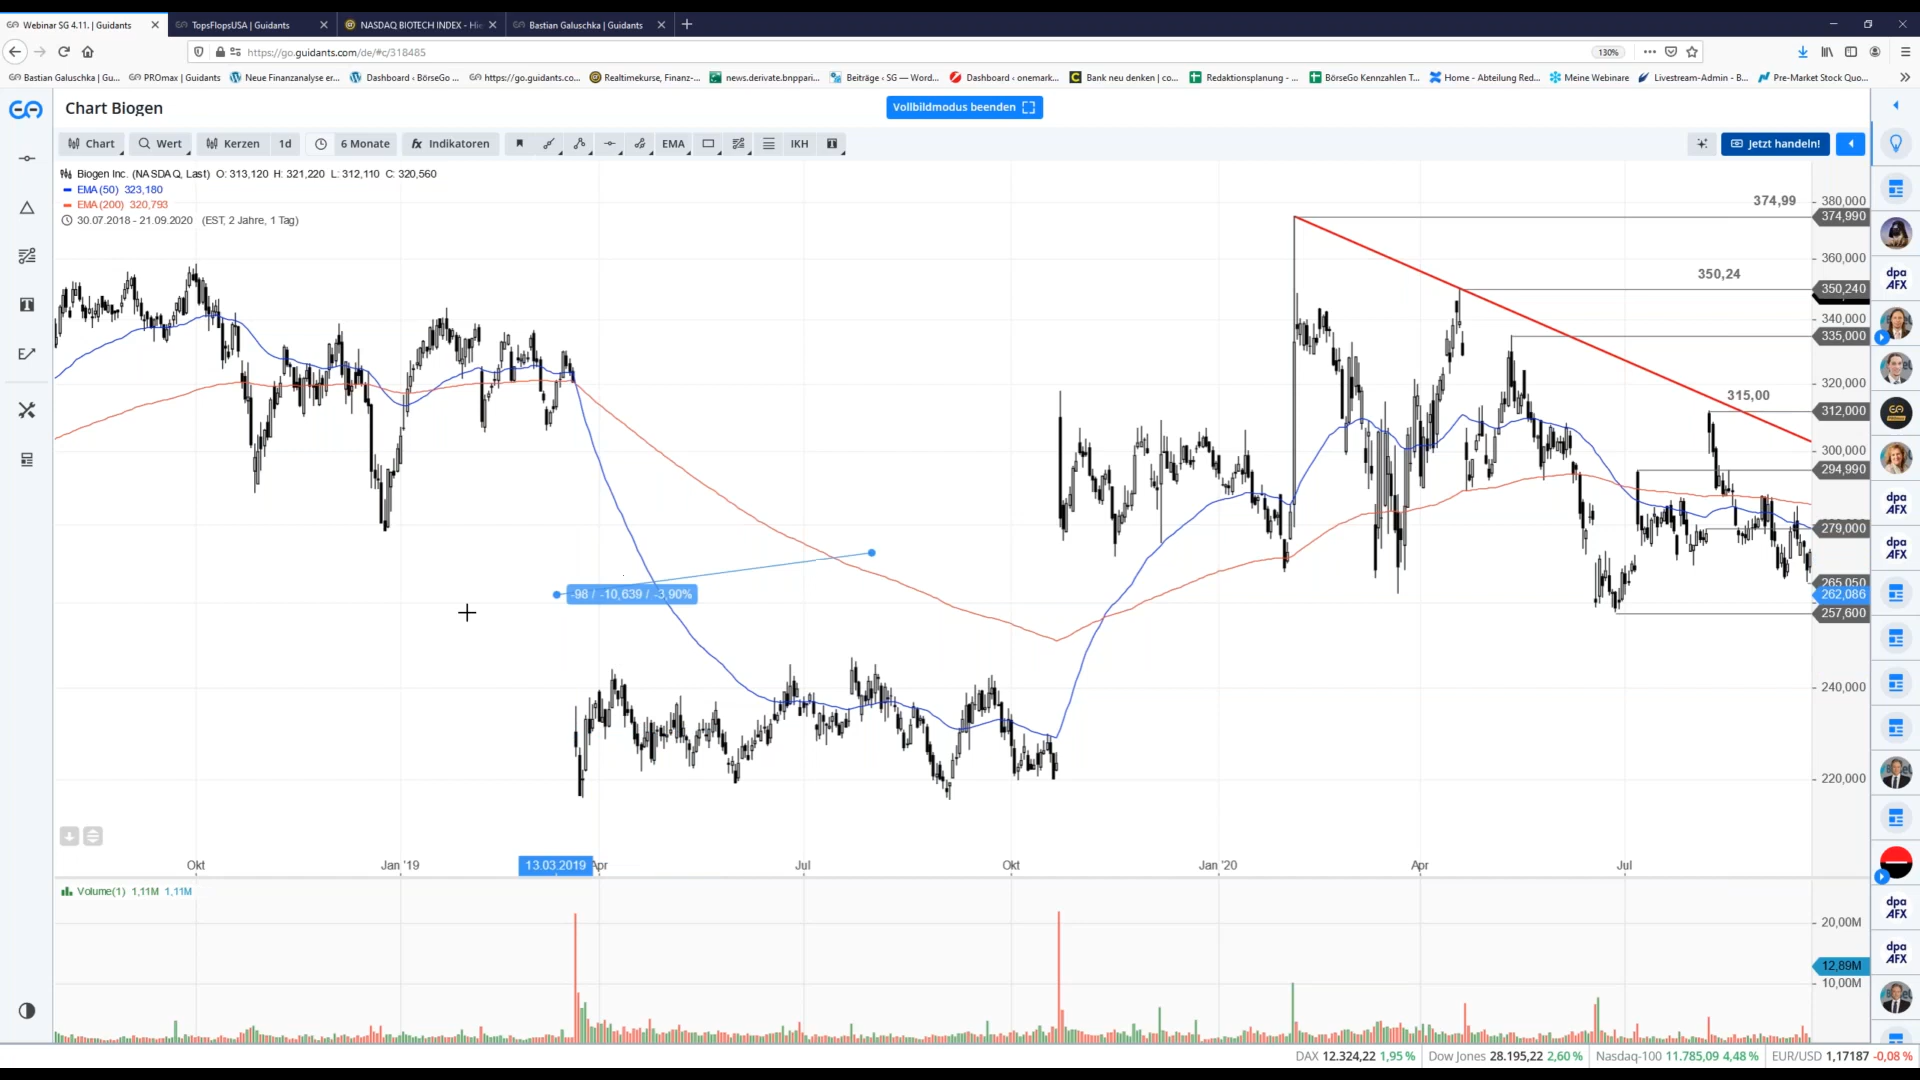 Webinar SG 4.11. | Guidants
TopsFlopsUSA | Guidants
NASDAQ BIOTECH INDEX - Hi
Bastian Galuschka | Guidants
https://go.guidants.com/de/#c/318485
130%
Bastian Galuschka | Gu...
PROmax | Guidants
Neue Finanzanalyse er...
Dashboard ‹ BörseGo ...
https://go.guidants.co...
Realtimekurse, Finanz-...
news.derivate.bnppari...
Beiträge ‹ SG — Word...
Dashboard ‹ onemark...
Bank neu denken | co...
Redaktionsplanung - ...
BörseGo Kennzahlen T...
Home - Abteilung Red...
Meine Webinare
Livestream-Admin - B...
Pre-Market Stock Quo...
Chart Biogen
Vollbildmodus beenden
Chart
Wert
Kerzen
1d
6 Monate
fx Indikatoren
EMA
IKH
Jetzt handeln!
Biogen Inc. (NASDAQ, Last) O: 313,120 H: 321,220 L: 312,110 C: 320,560
EMA (50) 323,180
EMA (200) 320,793
30.07.2018 - 21.09.2020 (EST, 2 Jahre, 1 Tag)
374,99
380,000
374,990
360,000
350,24
350,240
340,000
335,000
320,000
315,00
312,000
300,000
294,990
279,000
265,050
-98 / -10,639 / -3,90%
262,086
257,600
240,000
220,000
Okt
Jan '19
13.03.2019
Apr
Jul
Okt
Jan '20
Apr
Jul
Volume(1) 1,11M 1,11M
20,00M
12,89M
10,00M
dpa
AFX
dpa
AFX
dpa
AFX
dpa
AFX
dpa
AFX
DAX 12.324,22 1,95 %
Dow Jones 28.195,22 2,60 %
Nasdaq-100 11.785,09 4,48 %
EUR/USD 1,17187 -0,08 %